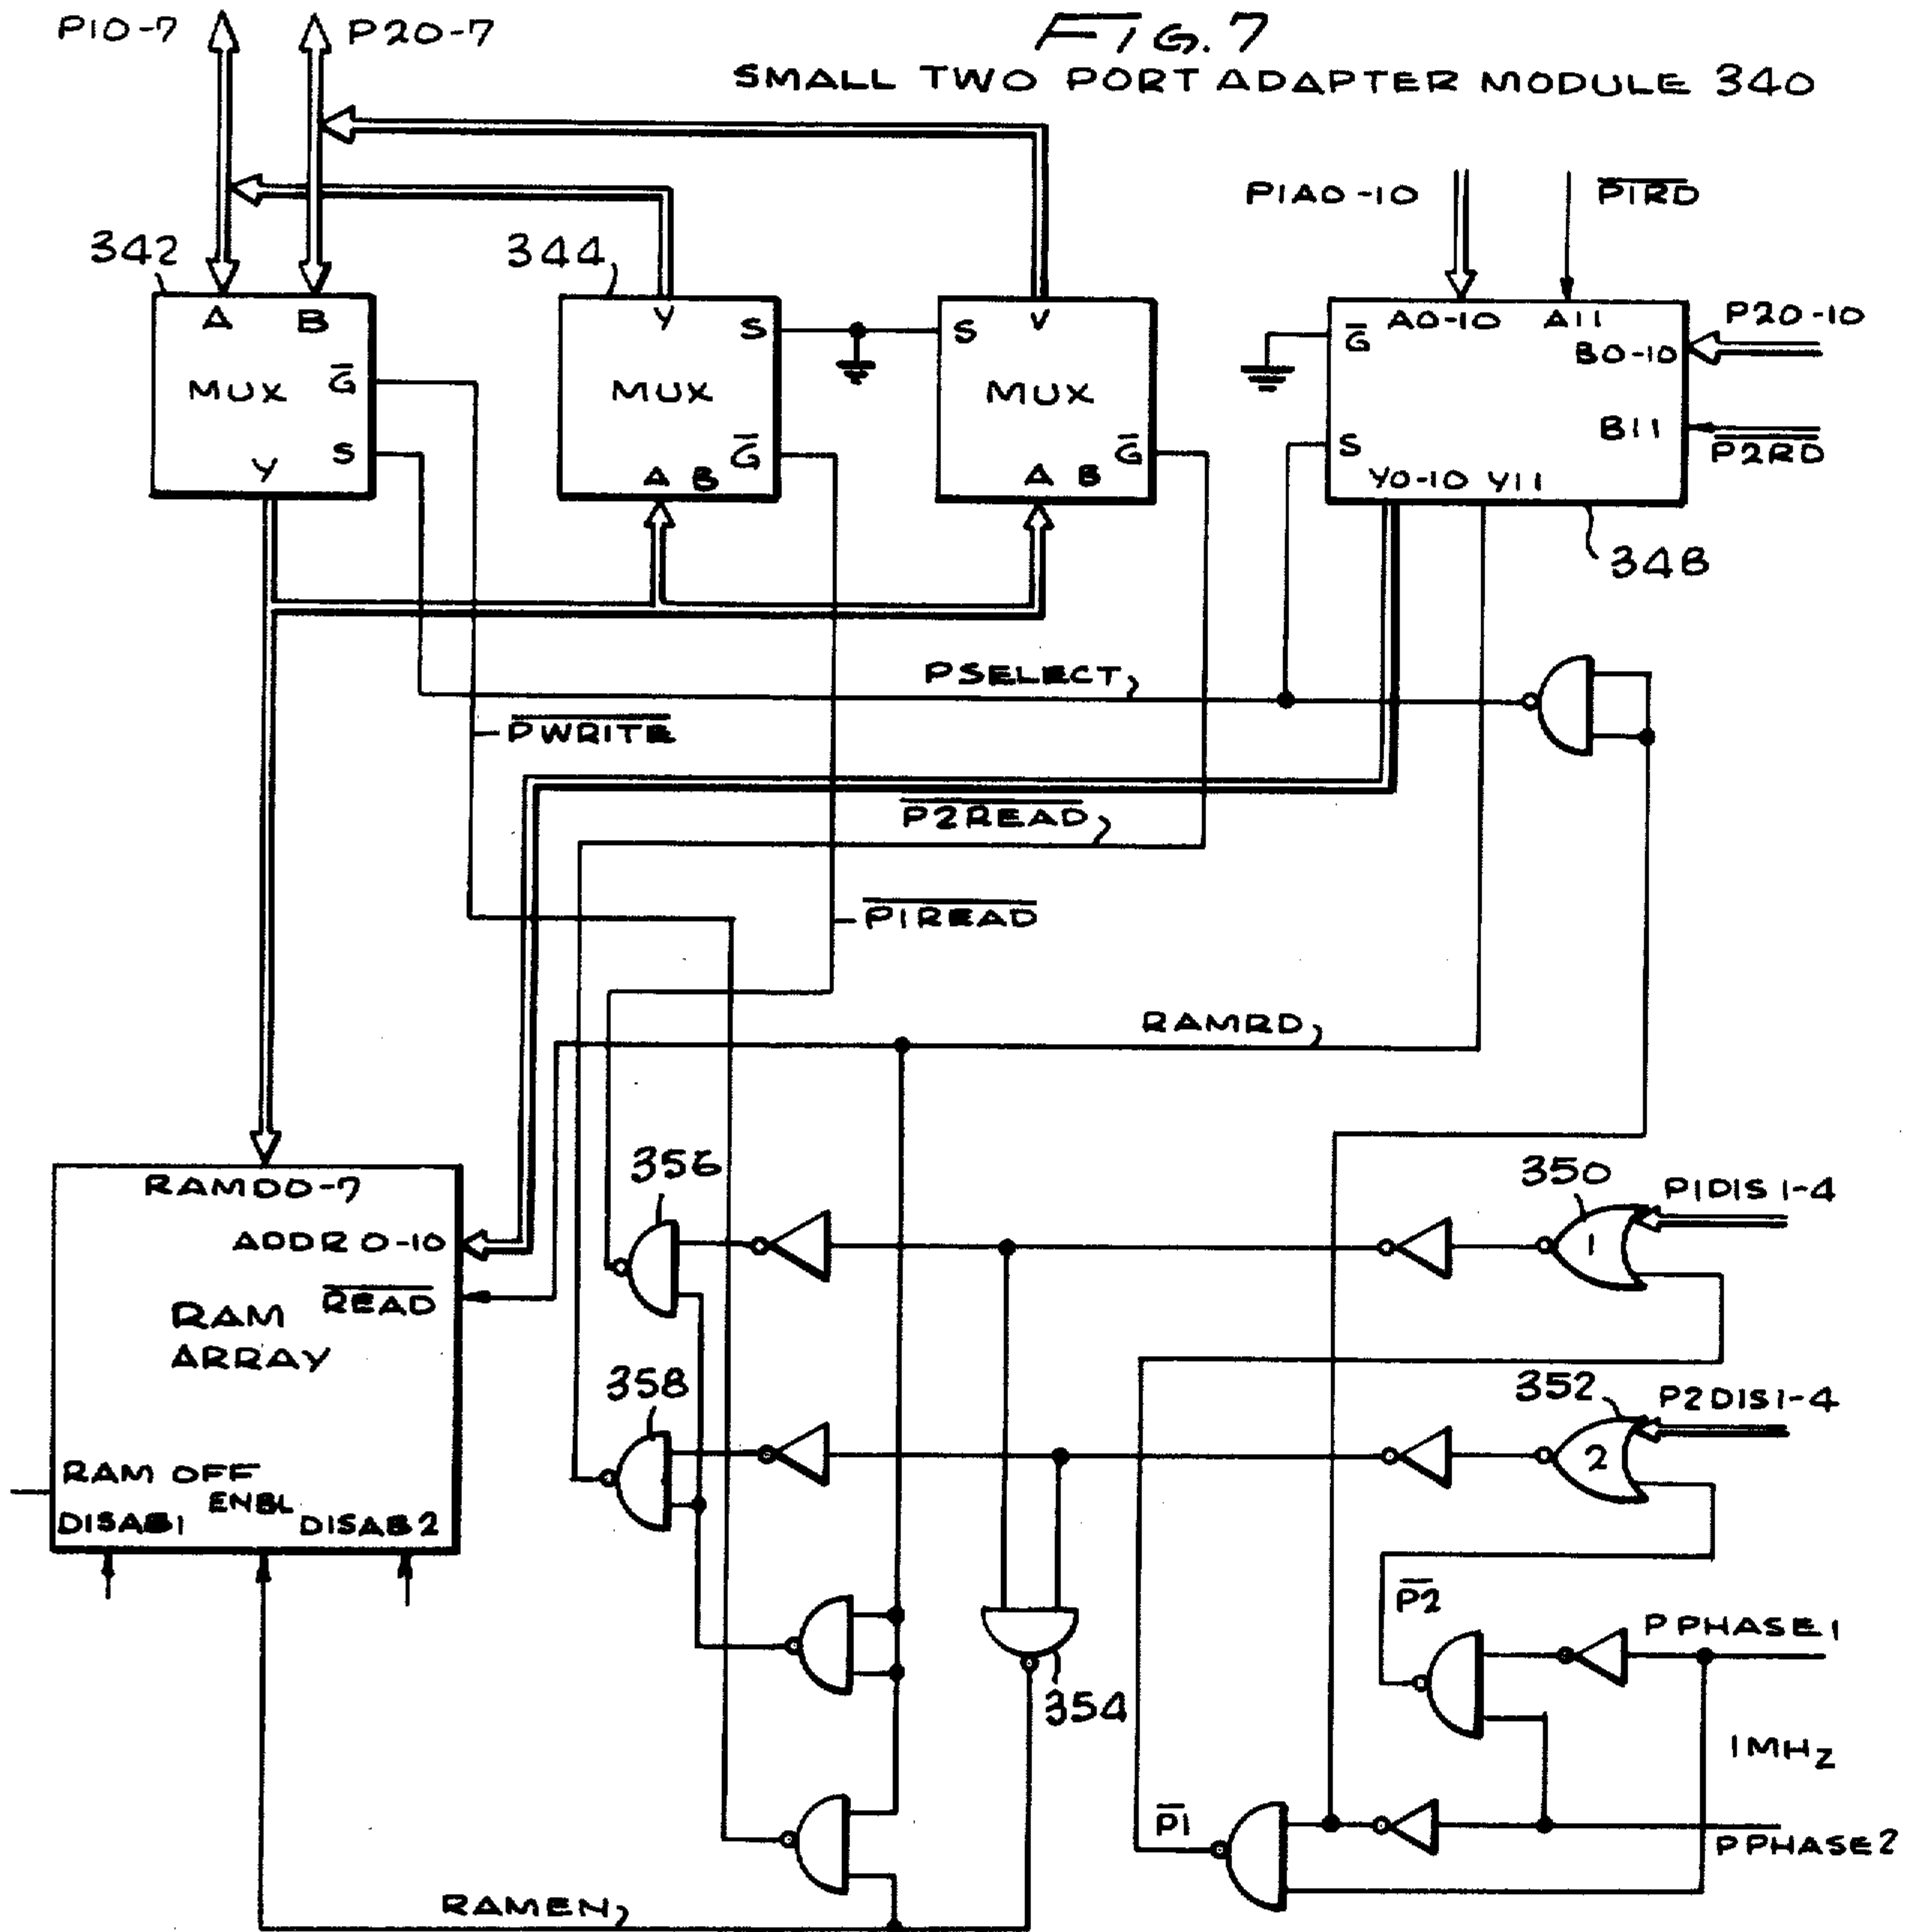 P10-7
P20-7
FIG. 7
SMALL TWO PORT ADAPTER MODULE 340
P1A0-10
P1RD
342
344
A B
G
MUX
S
Y
Y
S
MUX
G
A B
V
S
MUX
G
A B
A0-10 A11
G
B0-10
P20-10
B11
P2RD
S
Y0-10 Y11
348
PSELECT
PWRITE
P2READ
P1READ
RAMRD
RAMD0-7
ADDR 0-10
READ
RAM
ARRAY
RAM OFF
ENBL
DISAB1
DISAB2
356
358
350
P1DIS 1-4
1
352
P2DIS1-4
2
P2
PPHASE1
354
1MHz
P1
PPHASE2
RAMEN